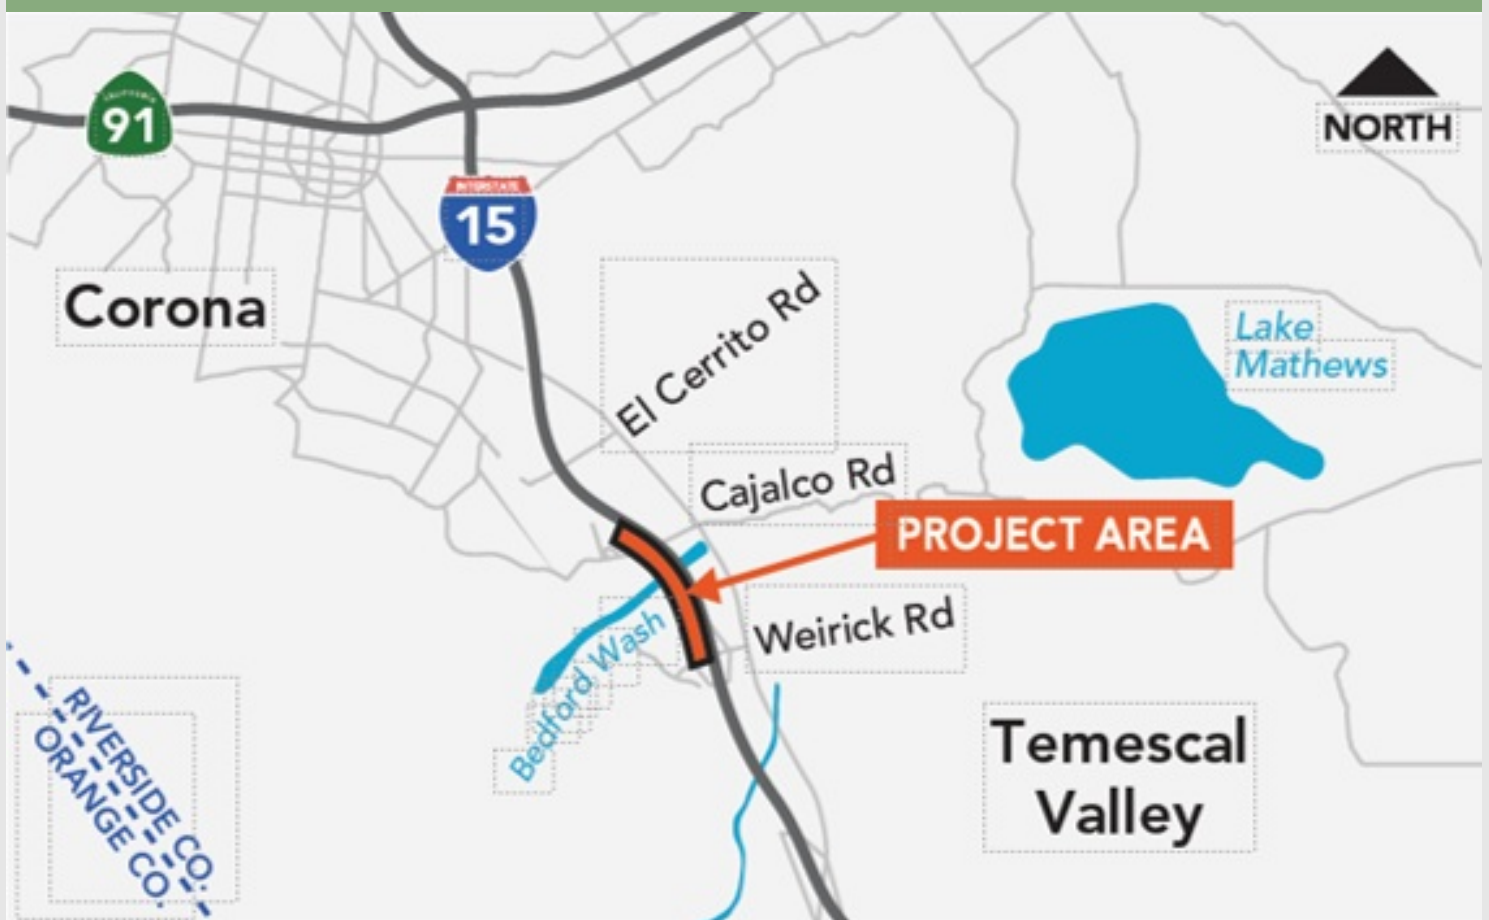 CALIFORNIA
91
NORTH
INTERSTATE
15
Corona
El Cerrito Rd
Lake
Mathews
Cajalco Rd
PROJECT AREA
Weirick Rd
Bedford Wash
RIVERSIDE CO.
ORANGE CO.
Temescal
Valley